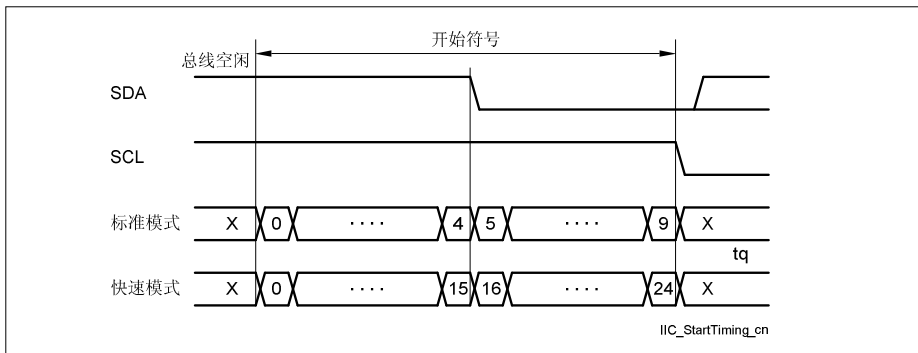 开始符号
总线空闲
SDA
SCL
标准模式 X 0 .... 4 5 .... 9 X
tq
快速模式 X 0 .... 15 16 .... 24 X
IIC_StartTiming_cn